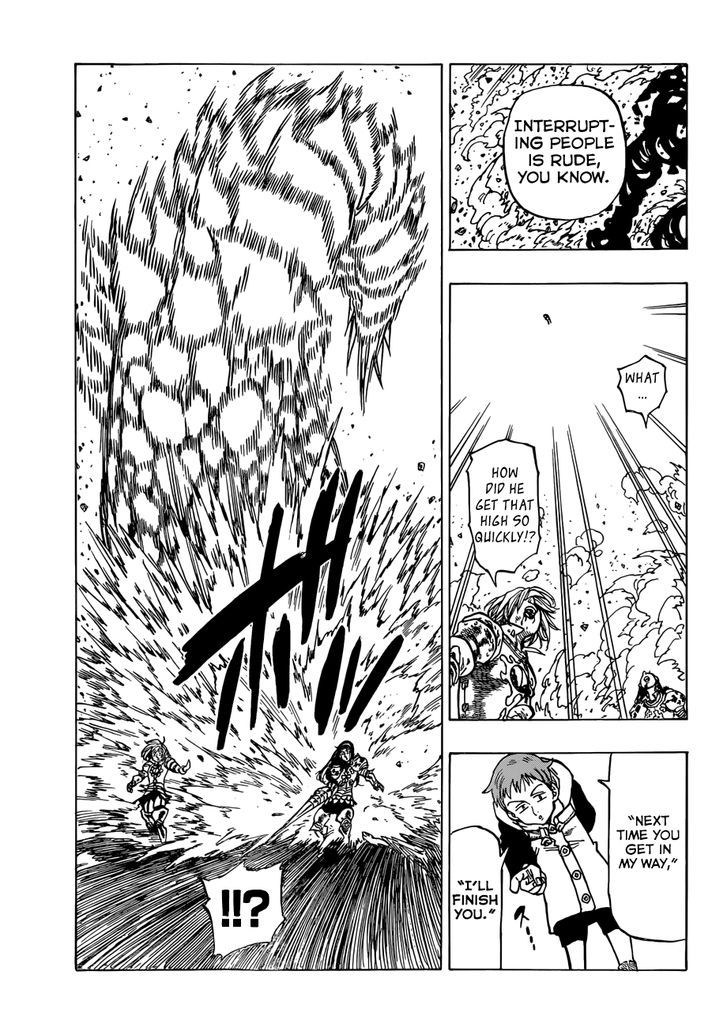 INTERRUPT-
ING PEOPLE
IS RUDE,
YOU KNOW.
WHAT
...
HOW
DID HE
GET THAT
HIGH SO
QUICKLY!?
"NEXT
TIME YOU
GET IN
MY WAY,"
"I'LL
FINISH
YOU."
ス…
!!?